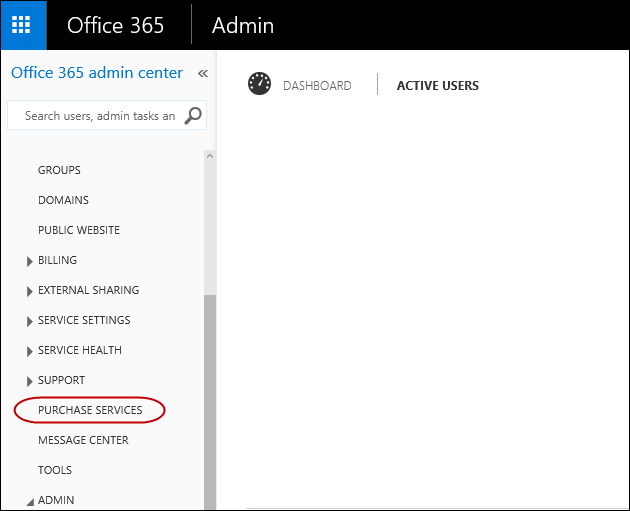 Office 365 Admin
Office 365 admin center «
DASHBOARD ACTIVE USERS
Search users, admin tasks an
GROUPS
DOMAINS
PUBLIC WEBSITE
BILLING
EXTERNAL SHARING
SERVICE SETTINGS
SERVICE HEALTH
SUPPORT
PURCHASE SERVICES
MESSAGE CENTER
TOOLS
ADMIN